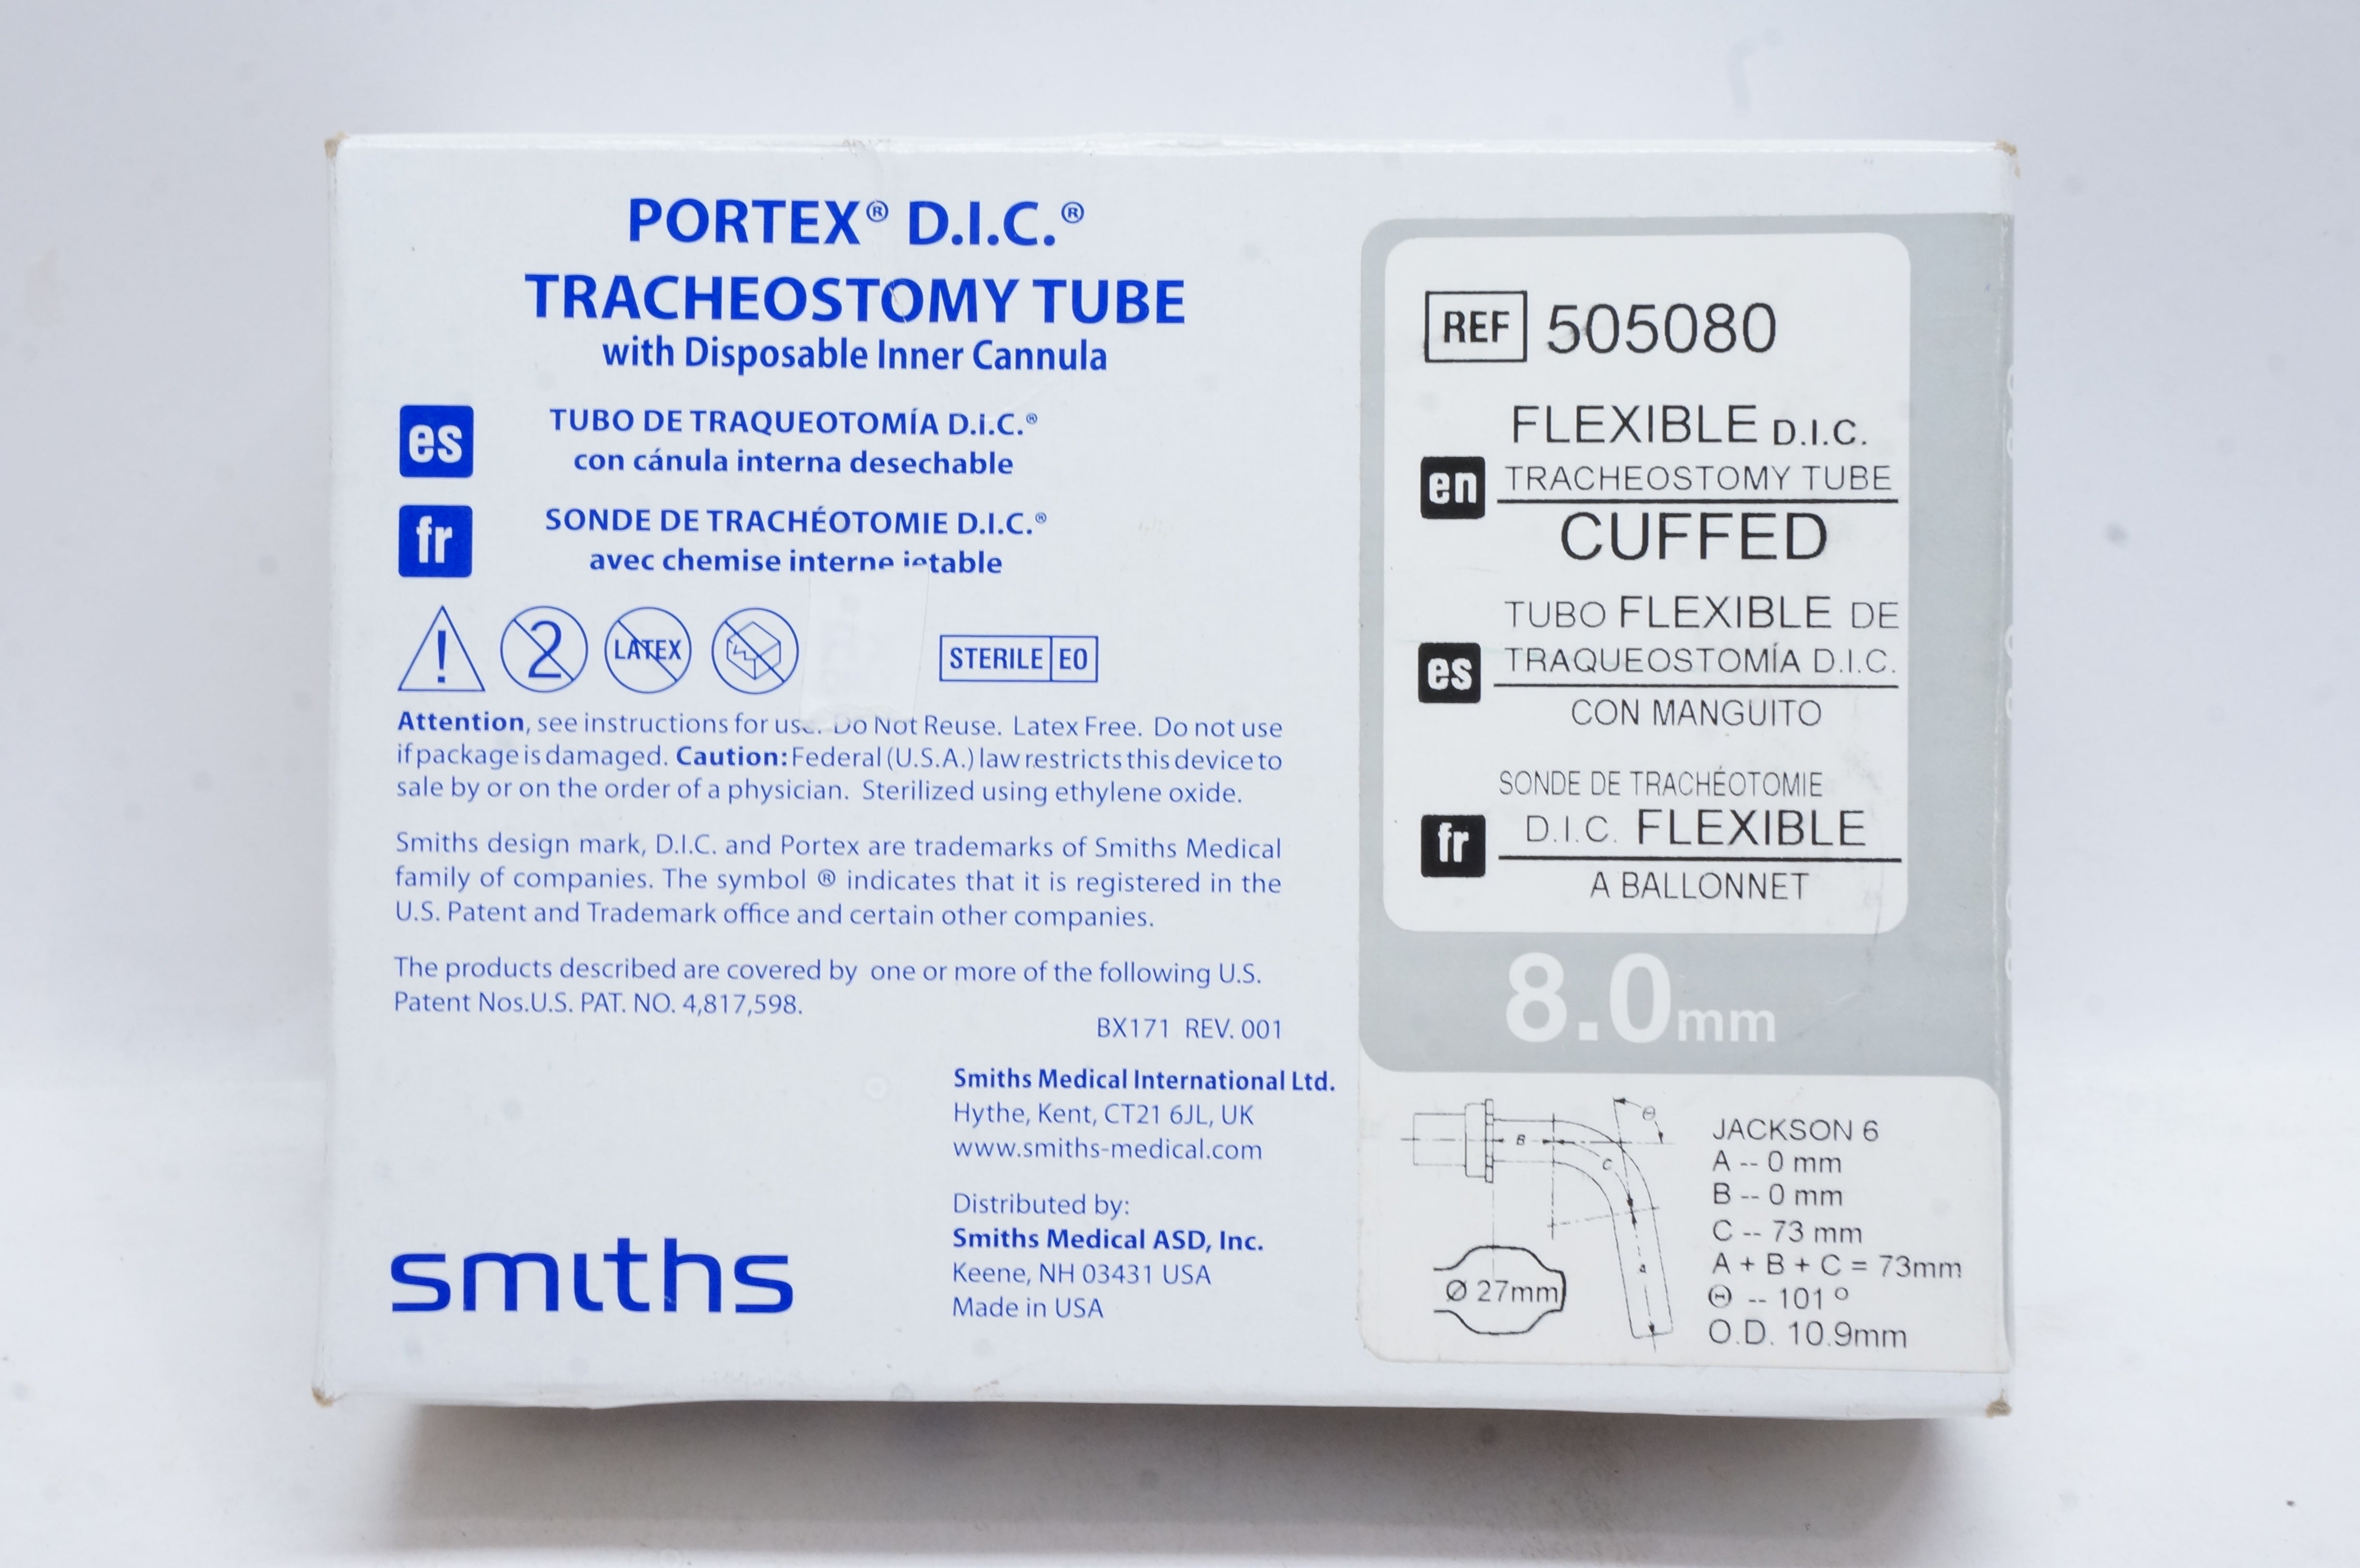 PORTEX® D.I.C.®
TRACHEOSTOMY TUBE
with Disposable Inner Cannula
es
TUBO DE TRAQUEOTOMÍA D.i.C.®
con cánula interna desechable
fr
SONDE DE TRACHÉOTOMIE D.I.C.®
avec chemise interne jetable
!
2
LATEX
STERILE EO
Attention, see instructions for use. Do Not Reuse. Latex Free. Do not use
if package is damaged. Caution: Federal (U.S.A.) law restricts this device to
sale by or on the order of a physician. Sterilized using ethylene oxide.
Smiths design mark, D.I.C. and Portex are trademarks of Smiths Medical
family of companies. The symbol ® indicates that it is registered in the
U.S. Patent and Trademark office and certain other companies.
The products described are covered by one or more of the following U.S.
Patent Nos.U.S. PAT. NO. 4,817,598.
BX171 REV. 001
Smiths Medical International Ltd.
Hythe, Kent, CT21 6JL, UK
www.smiths-medical.com
Distributed by:
Smiths Medical ASD, Inc.
Keene, NH 03431 USA
Made in USA
smiths
REF 505080
en
FLEXIBLE D.I.C.
TRACHEOSTOMY TUBE
CUFFED
es
TUBO FLEXIBLE DE
TRAQUEOSTOMÍA D.I.C.
CON MANGUITO
fr
SONDE DE TRACHÉOTOMIE
D.I.C. FLEXIBLE
A BALLONNET
8.0mm
B
C
Θ
A
Ø 27mm
JACKSON 6
A -- 0 mm
B -- 0 mm
C -- 73 mm
A + B + C = 73mm
Θ -- 101°
O.D. 10.9mm